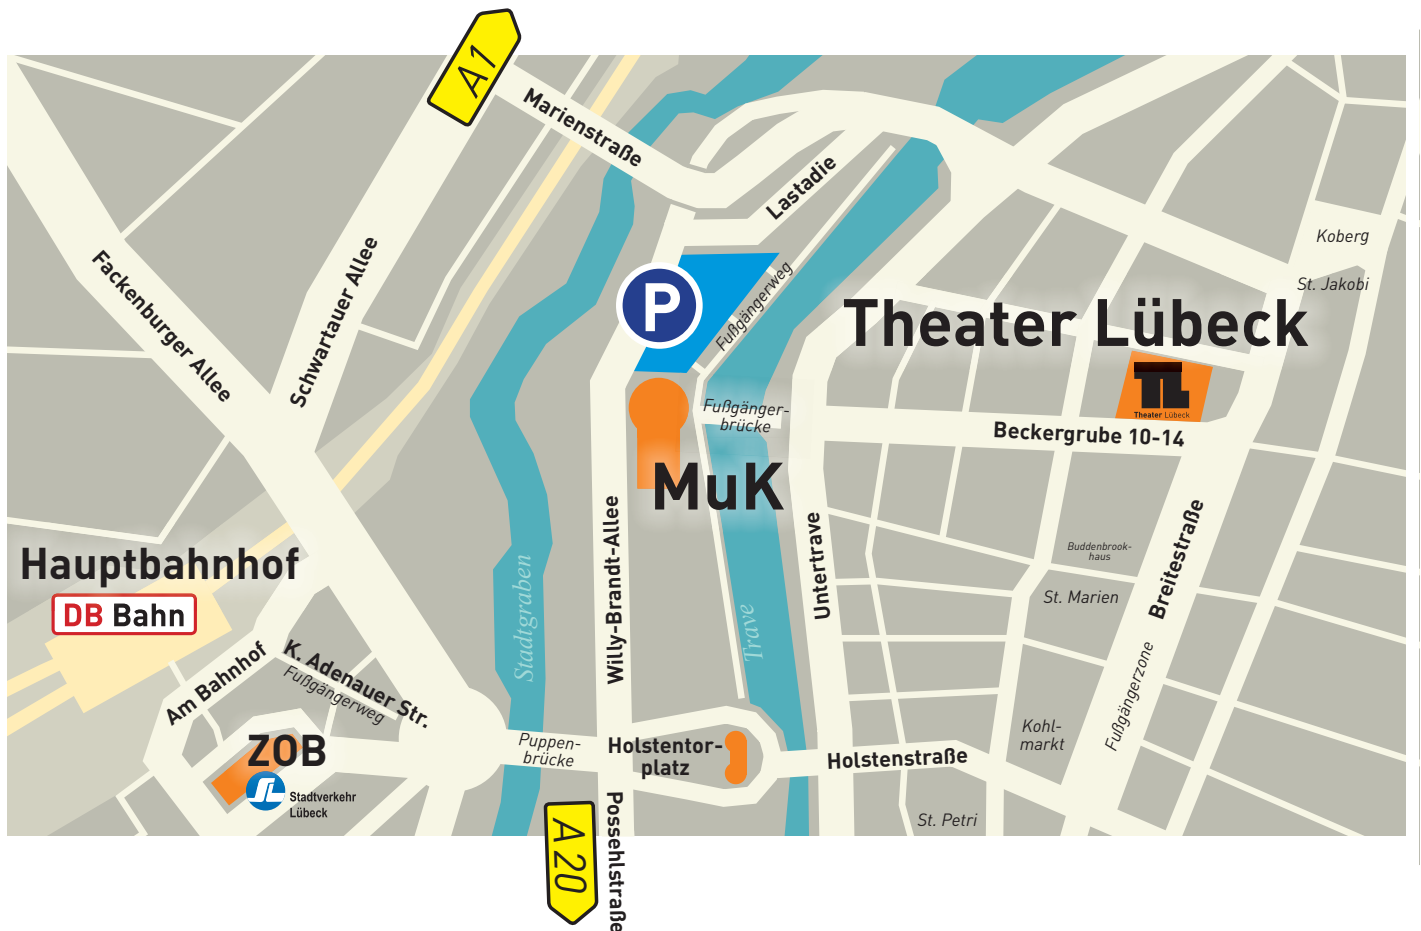 A1
Marienstraße
Lastadie
Koberg
St. Jakobi
Fackenburger Allee
Schwartauer Allee
P
Fußgängerweg
Theater Lübeck
Theater Lübeck
Fußgänger-
brücke
Beckergrube 10-14
MuK
Hauptbahnhof
DB Bahn
Stadtgraben
Willy-Brandt-Allee
Trave
Untertrave
Buddenbrook-
haus
St. Marien
Breitestraße
Am Bahnhof
K. Adenauer Str.
Fußgängerweg
Fußgängerzone
ZOB
Stadtverkehr
Lübeck
Puppen-
brücke
Holstentor-
platz
Holstenstraße
Kohl-
markt
St. Petri
A 20
Possehlstraße